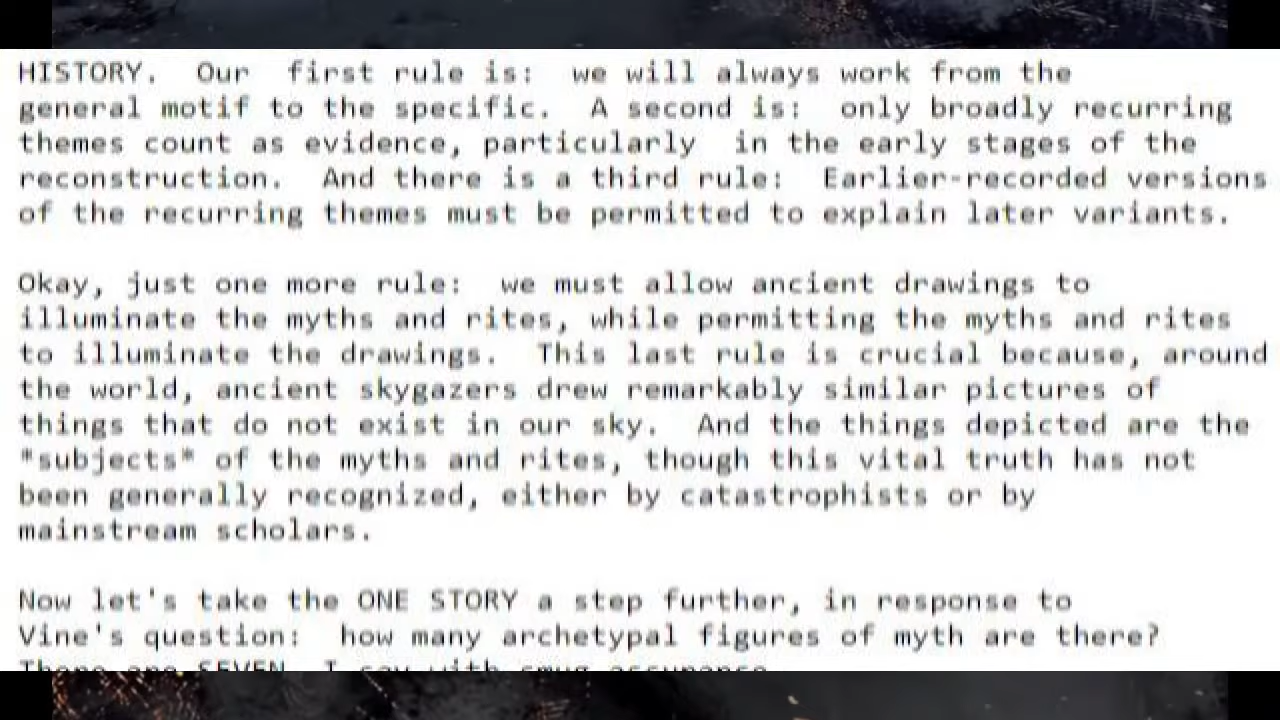 HISTORY. Our first rule is: we will always work from the
general motif to the specific. A second is: only broadly recurring
themes count as evidence, particularly in the early stages of the
reconstruction. And there is a third rule: Earlier-recorded versions
of the recurring themes must be permitted to explain later variants.
Okay, just one more rule: we must allow ancient drawings to
illuminate the myths and rites, while permitting the myths and rites
to illuminate the drawings. This last rule is crucial because, around
the world, ancient skygazers drew remarkably similar pictures of
things that do not exist in our sky. And the things depicted are the
*subjects* of the myths and rites, though this vital truth has not
been generally recognized, either by catastrophists or by
mainstream scholars.
Now let's take the ONE STORY a step further, in response to
Vine's question: how many archetypal figures of myth are there?
There are SEVEN, I say with smug assurance